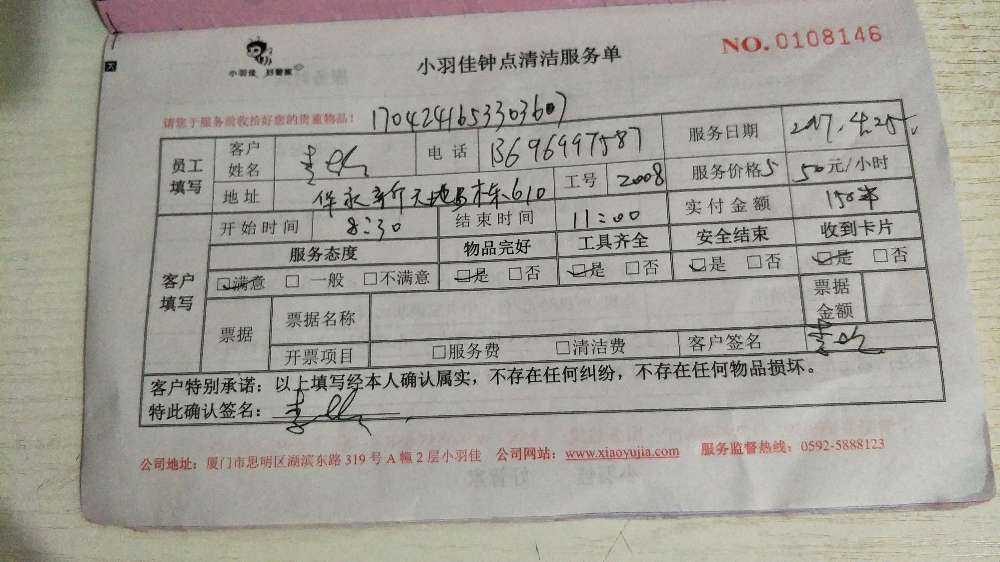 小羽佳 好管家
小羽佳钟点清洁服务单
NO. 0108146
请您于服务前收拾好您的贵重物品！
1704241653303607
员工填写 客户姓名 电话 13696997587 服务日期 2017.4.25
地址 610 工号 2008 服务价格 50元/小时
客户填写 开始时间 8:30 结束时间 11:00 实付金额 150
服务态度 物品完好 工具齐全 安全结束 收到卡片
☑满意 □一般 □不满意 ☑是 □否 ☑是 □否 ☑是 □否 ☑是 □否
票据 票据名称 票据金额
开票项目 □服务费 □清洁费 客户签名
客户特别承诺：以上填写经本人确认属实，不存在任何纠纷，不存在任何物品损坏。
特此确认签名：
公司地址：厦门市思明区湖滨东路 319 号 A 幢 2 层小羽佳 公司网站：www.xiaoyujia.com 服务监督热线：0592-5888123